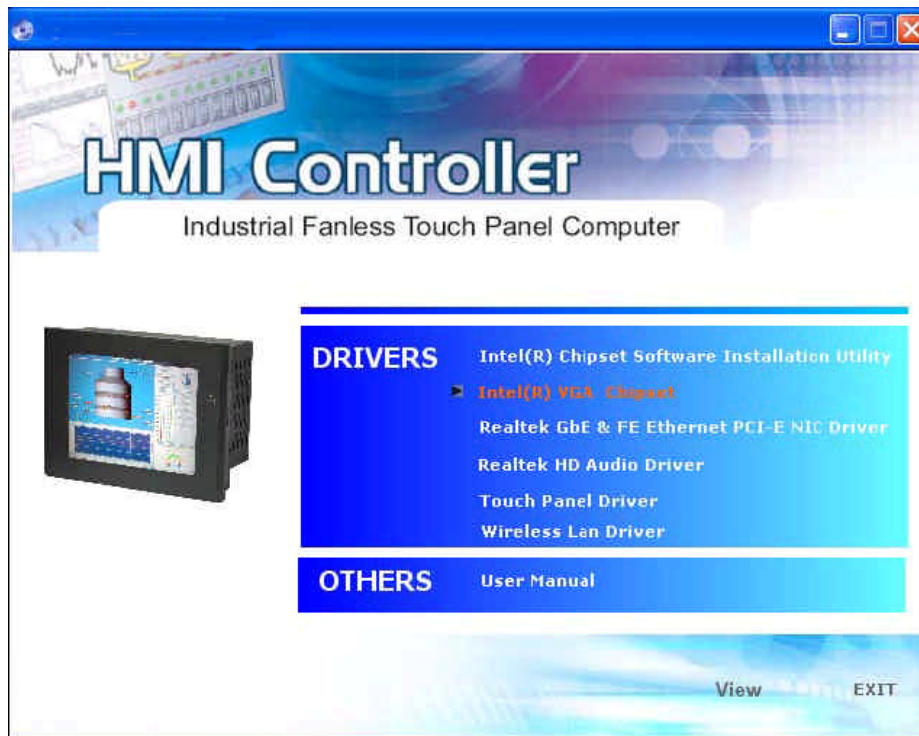 HMI Controller
Industrial Fanless Touch Panel Computer
DRIVERS
Intel(R) Chipset Software Installation Utility
Intel(R) VGA Chipset
Realtek GbE & FE Ethernet PCI-E NIC Driver
Realtek HD Audio Driver
Touch Panel Driver
Wireless Lan Driver
OTHERS
User Manual
View
EXIT